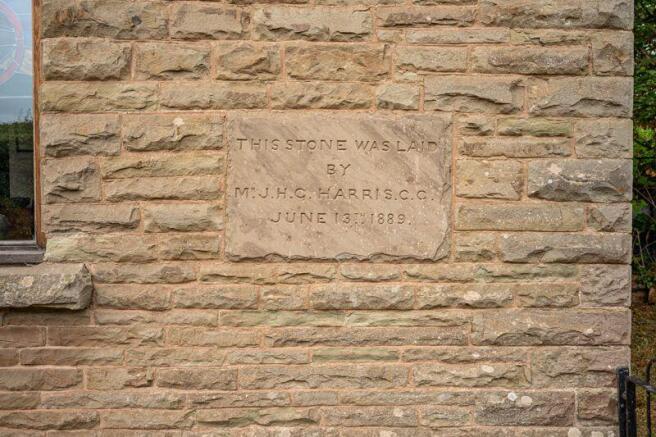 THIS STONE WAS LAID
BY
Mr. J.H.C. HARRIS, C.C.
JUNE 13TH. 1889.